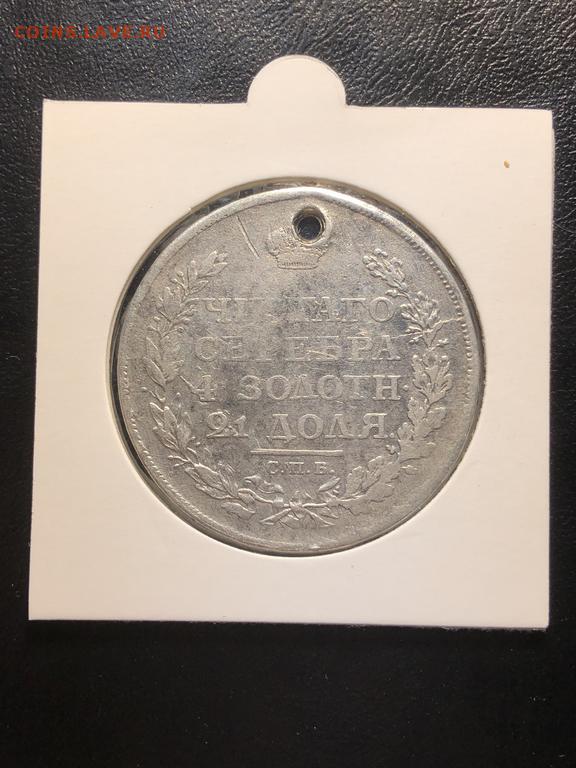 COINS.LAVE.RU
ЧИСТАГО
СЕРЕБРА
4 ЗОЛОТН
21 ДОЛЯ.
С.П.Б.